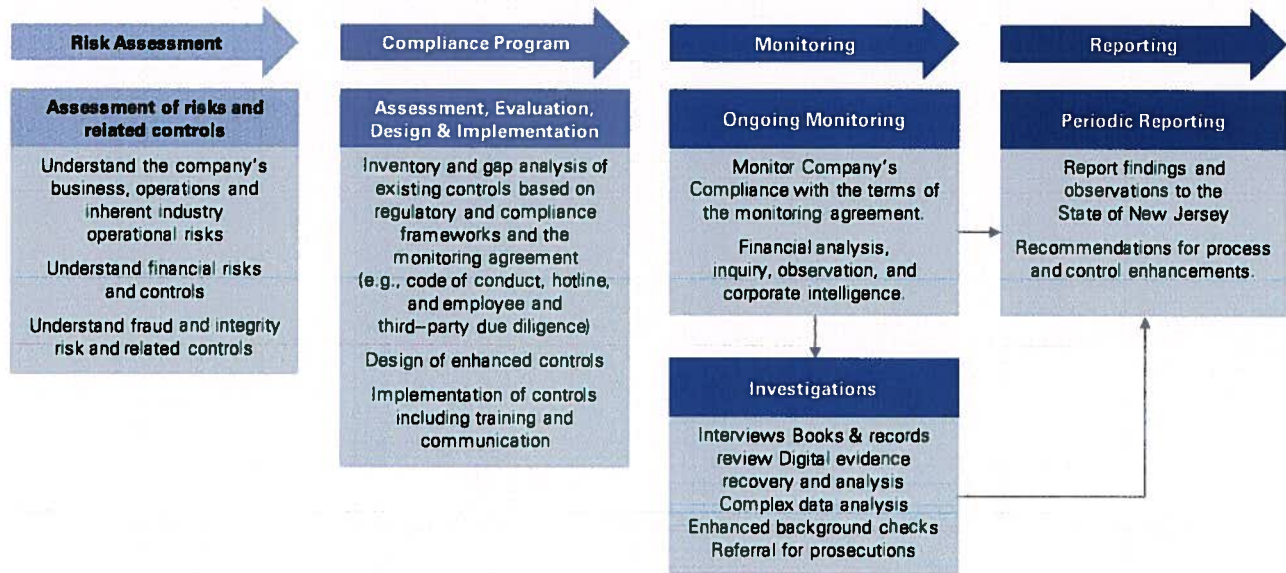 Risk Assessment
Compliance Program
Monitoring
Reporting
Assessment of risks and
related controls
Understand the company's
business, operations and
inherent industry
operational risks
Understand financial risks
and controls
Understand fraud and integrity
risk and related controls
Assessment, Evaluation,
Design & Implementation
Inventory and gap analysis of
existing controls based on
regulatory and compliance
frameworks and the
monitoring agreement
(e.g., code of conduct, hotline,
and employee and
third-party due diligence)
Design of enhanced controls
Implementation of controls
including training and
communication
Ongoing Monitoring
Monitor Company's
Compliance with the terms of
the monitoring agreement.
Financial analysis,
inquiry, observation, and
corporate intelligence.
Investigations
Interviews Books & records
review Digital evidence
recovery and analysis
Complex data analysis
Enhanced background checks
Referral for prosecutions
Periodic Reporting
Report findings and
observations to the
State of New Jersey
Recommendations for process
and control enhancements.